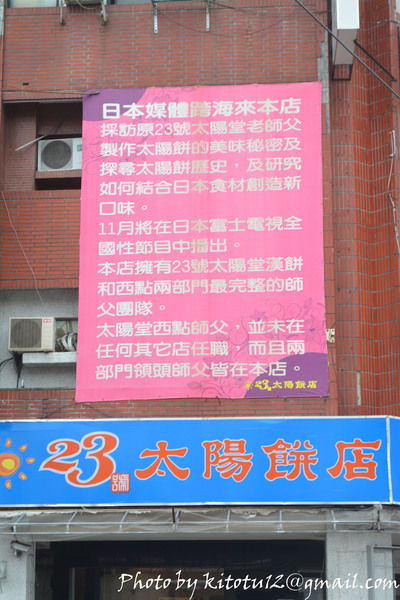 日本媒體跨海來本店
採訪原23號太陽堂老師父
製作太陽餅的美味秘密及
探尋太陽餅歷史，及研究
如何結合日本食材創造新
口味。
11月將在日本富士電視全
國性節目中播出。
本店擁有23號太陽堂漢餅
和西點兩部門最完整的師
父團隊。
太陽堂西點師父，並未在
任何其它店任職，而且兩
部門領頭師父皆在本店。
23號太陽餅店
23號太陽餅店
Photo by kitotu12@gmail.com